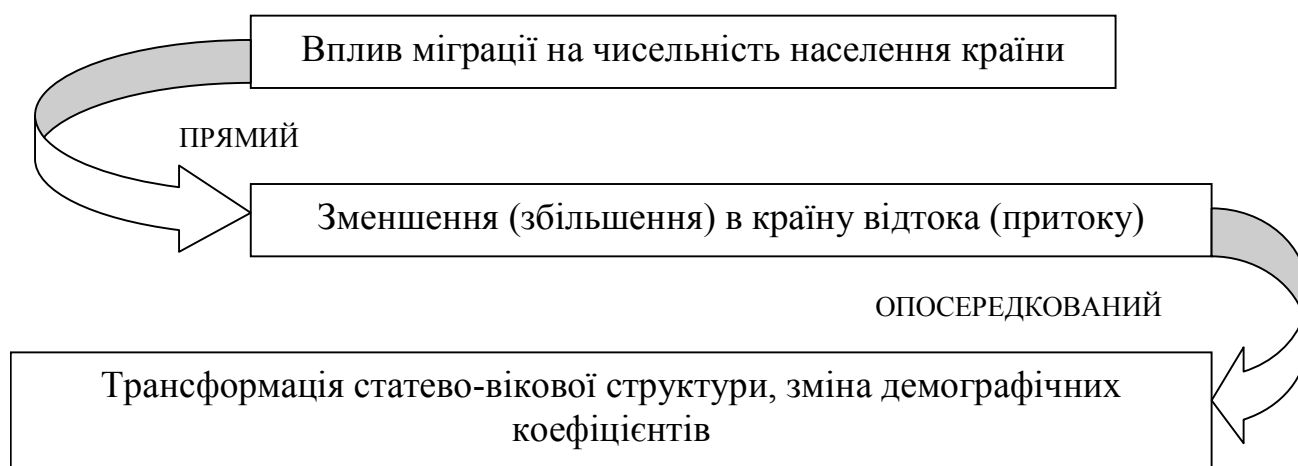 Вплив міграції на чисельність населення країни
ПРЯМИЙ
Зменшення (збільшення) в країну відтока (притоку)
ОПОСЕРЕДКОВАНИЙ
Трансформація статево-вікової структури, зміна демографічних
коефіцієнтів